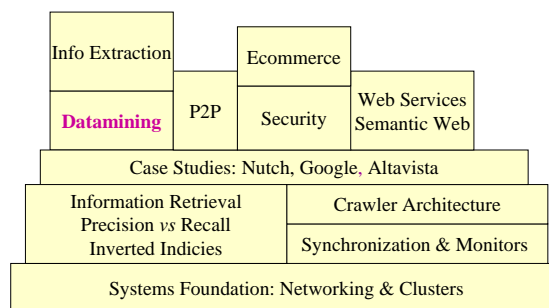 Info Extraction
Ecommerce
Datamining
P2P
Security
Web Services
Semantic Web
Case Studies: Nutch, Google, Altavista
Information Retrieval
Precision vs Recall
Inverted Indicies
Crawler Architecture
Synchronization & Monitors
Systems Foundation: Networking & Clusters